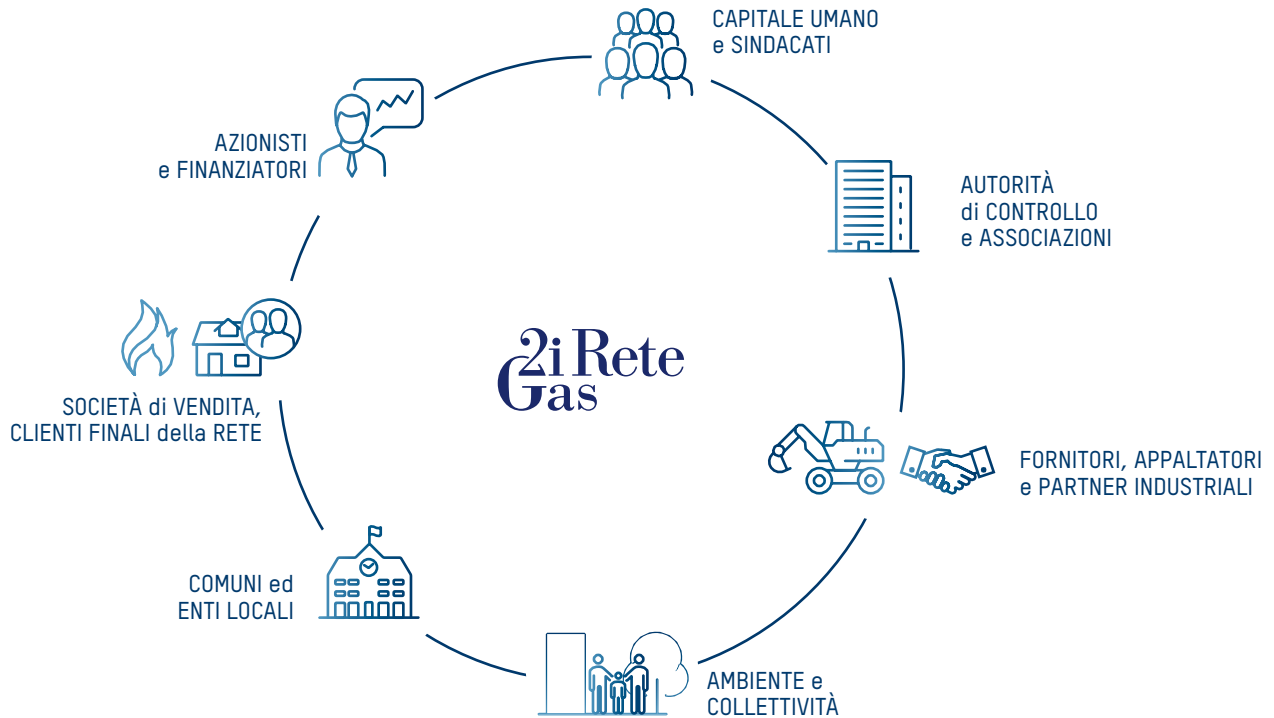 CAPITALE UMANO
e SINDACATI
AZIONISTI
e FINANZIATORI
AUTORITÀ
di CONTROLLO
e ASSOCIAZIONI
2i Rete
Gas
SOCIETÀ di VENDITA,
CLIENTI FINALI della RETE
FORNITORI, APPALTATORI
e PARTNER INDUSTRIALI
COMUNI ed
ENTI LOCALI
AMBIENTE e
COLLETTIVITÀ